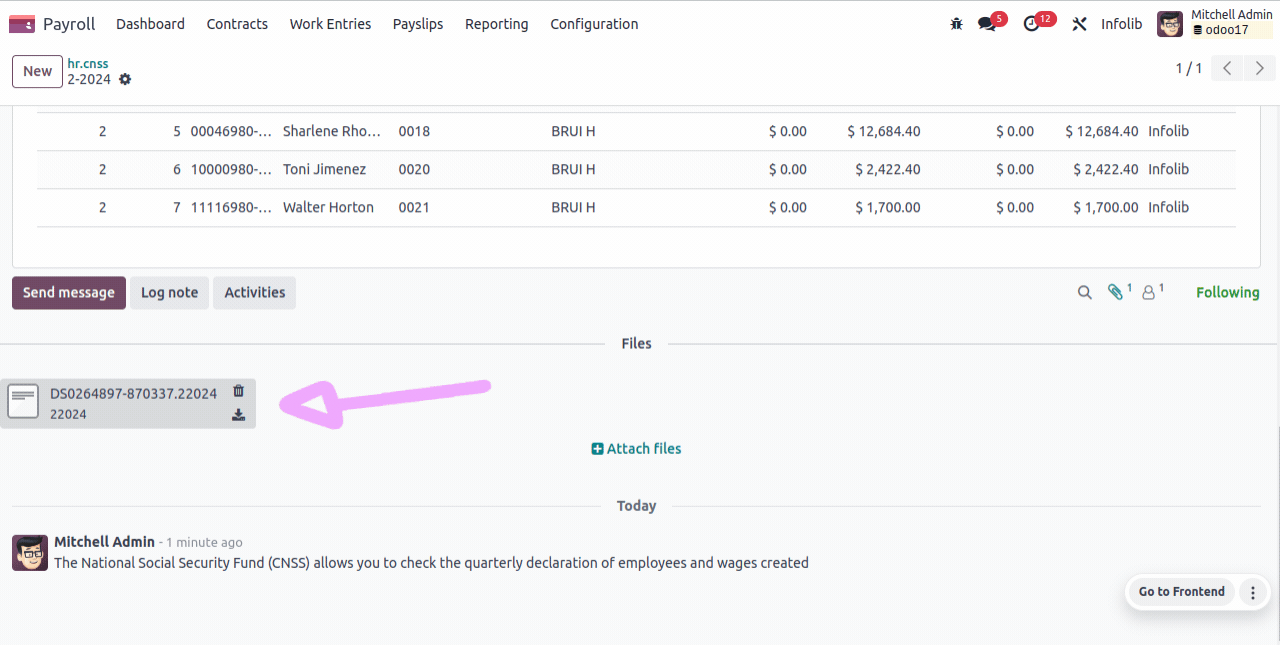 Payroll Dashboard Contracts Work Entries Payslips Reporting Configuration 5 12 Infolib Mitchell Admin
odoo17
New hr.cnss
2-2024 1 / 1
2 5 00046980-... Sharlene Rho... 0018 BRUI H $ 0.00 $ 12,684.40 $ 0.00 $ 12,684.40 Infolib
2 6 10000980-... Toni Jimenez 0020 BRUI H $ 0.00 $ 2,422.40 $ 0.00 $ 2,422.40 Infolib
2 7 11116980-... Walter Horton 0021 BRUI H $ 0.00 $ 1,700.00 $ 0.00 $ 1,700.00 Infolib
Send message Log note Activities 1 1 Following
Files
DS0264897-870337.22024
22024
Attach files
Today
Mitchell Admin - 1 minute ago
The National Social Security Fund (CNSS) allows you to check the quarterly declaration of employees and wages created
Go to Frontend